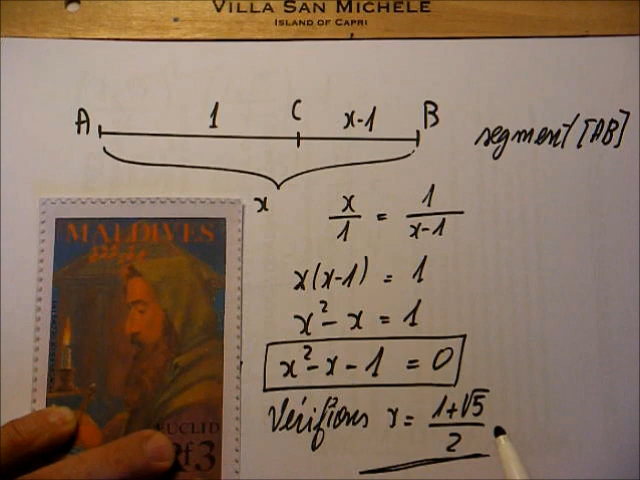 VILLA SAN MICHELE
ISLAND OF CAPRI
A 1 C x-1 B
segment [AB]
x
x/1 = 1/(x-1)
x(x-1) = 1
x² - x = 1
x² - x - 1 = 0
Vérifions x = (1+√5)/2
MALDIVES
EUCLID
Rf3